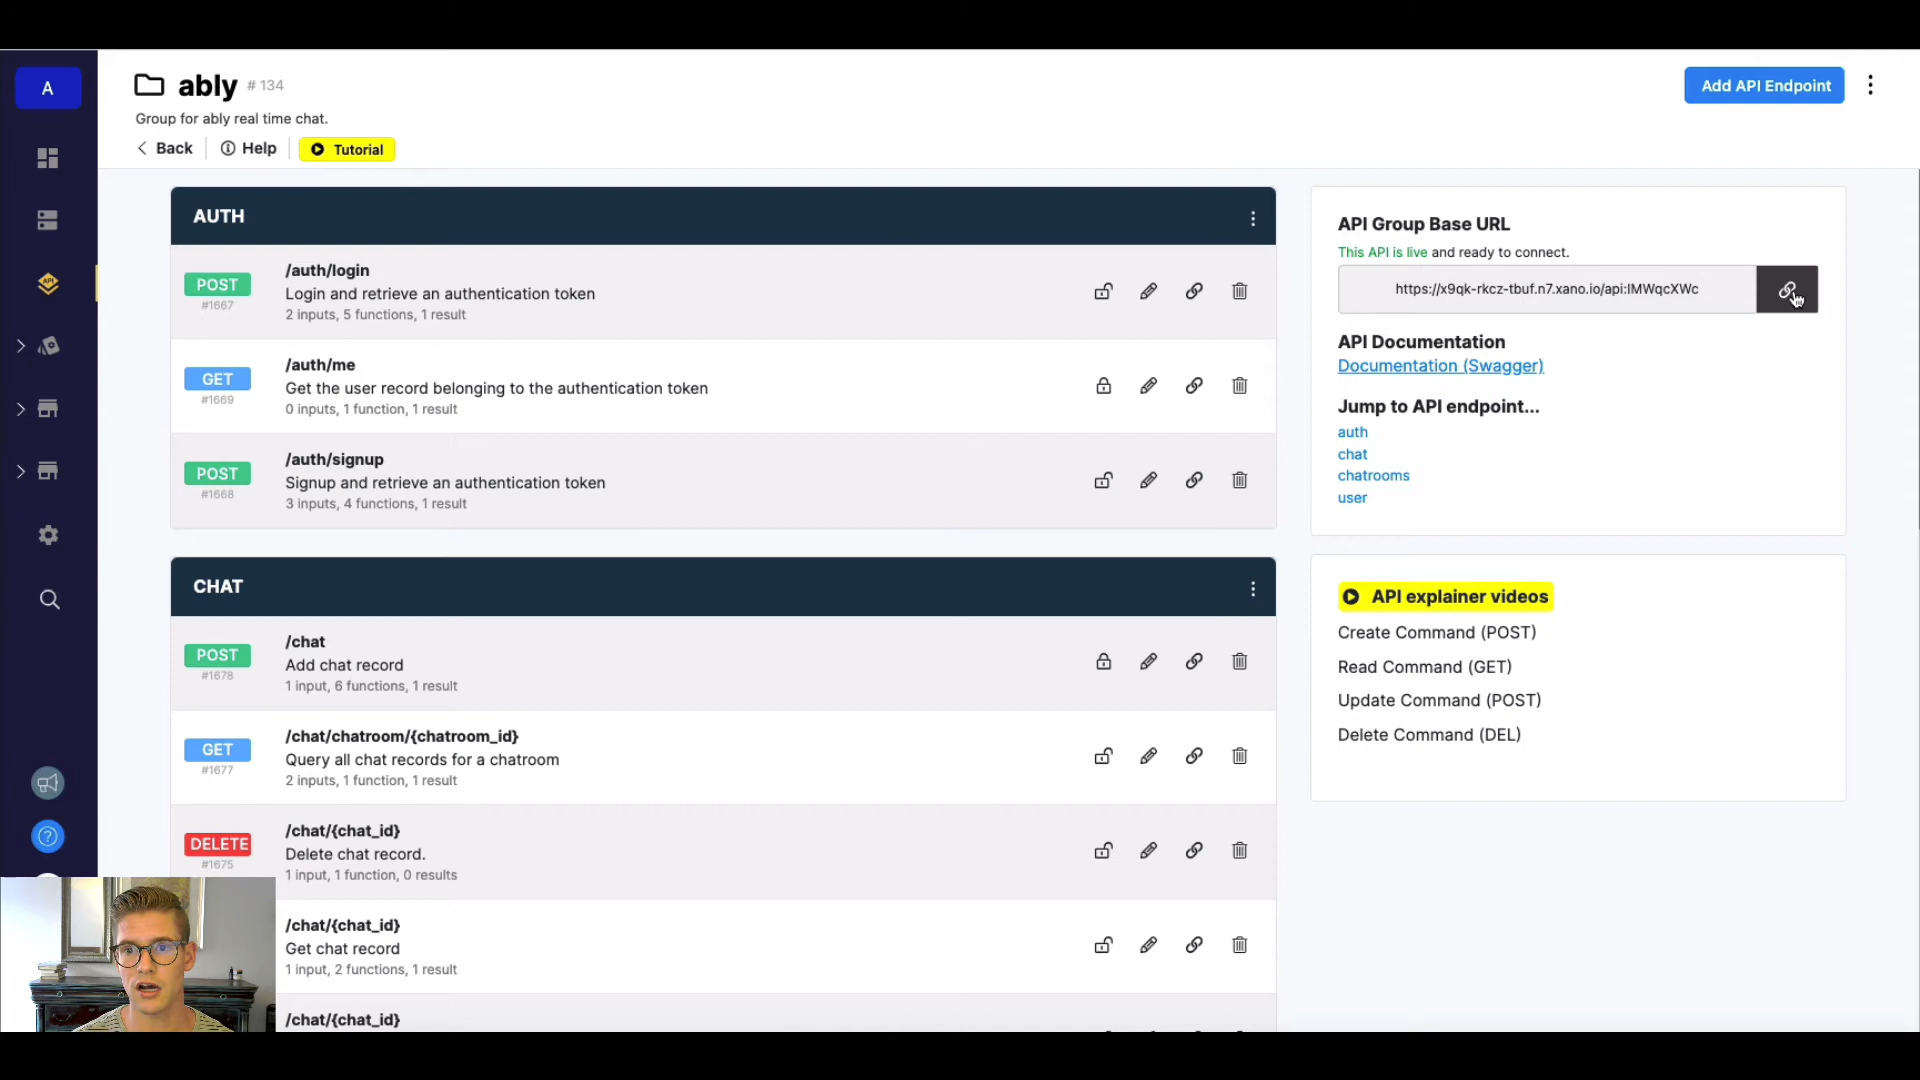 A
ably # 134
Add API Endpoint
Group for ably real time chat.
Back
Help
Tutorial
AUTH
POST
#1667
/auth/login
Login and retrieve an authentication token
2 inputs, 5 functions, 1 result
GET
#1669
/auth/me
Get the user record belonging to the authentication token
0 inputs, 1 function, 1 result
POST
#1668
/auth/signup
Signup and retrieve an authentication token
3 inputs, 4 functions, 1 result
CHAT
POST
#1678
/chat
Add chat record
1 input, 6 functions, 1 result
GET
#1677
/chat/chatroom/{chatroom_id}
Query all chat records for a chatroom
2 inputs, 1 function, 1 result
DELETE
#1675
/chat/{chat_id}
Delete chat record.
1 input, 1 function, 0 results
/chat/{chat_id}
Get chat record
1 input, 2 functions, 1 result
/chat/{chat_id}
API Group Base URL
This API is live and ready to connect.
https://x9qk-rkcz-tbuf.n7.xano.io/api:IMWqcXWc
API Documentation
Documentation (Swagger)
Jump to API endpoint...
auth
chat
chatrooms
user
API explainer videos
Create Command (POST)
Read Command (GET)
Update Command (POST)
Delete Command (DEL)
API